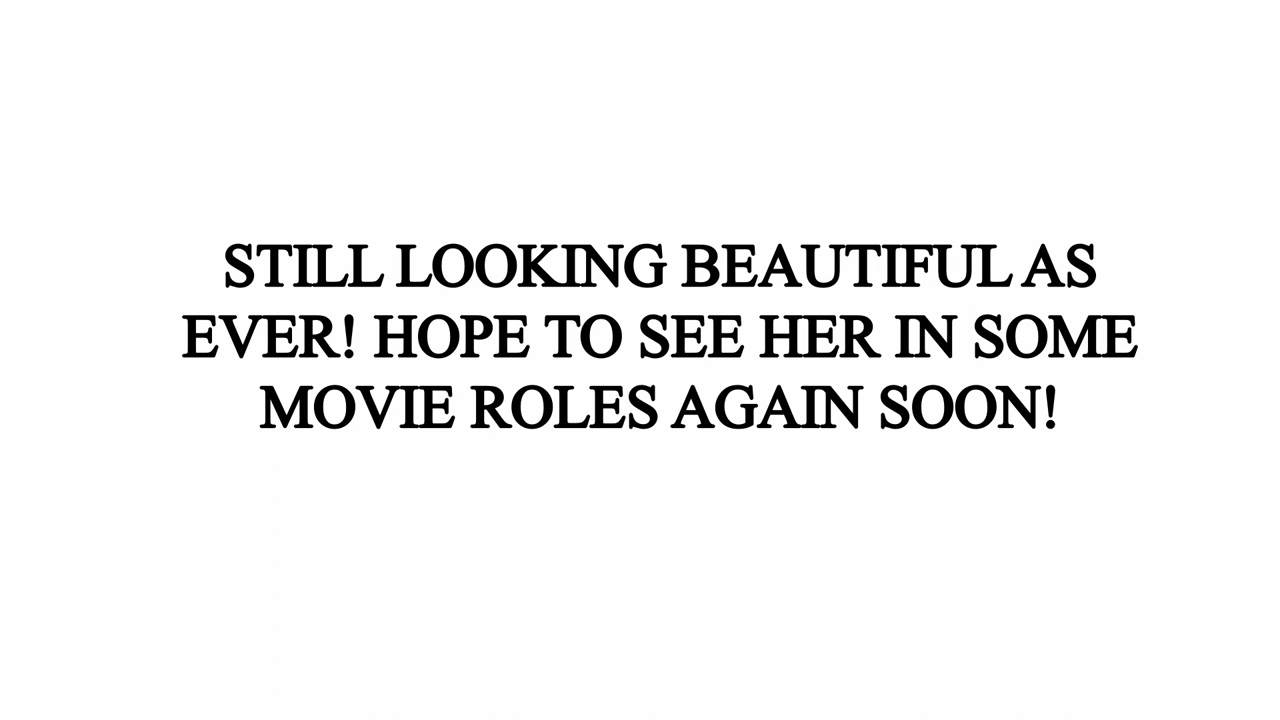 STILL LOOKING BEAUTIFUL AS
EVER! HOPE TO SEE HER IN SOME
MOVIE ROLES AGAIN SOON!